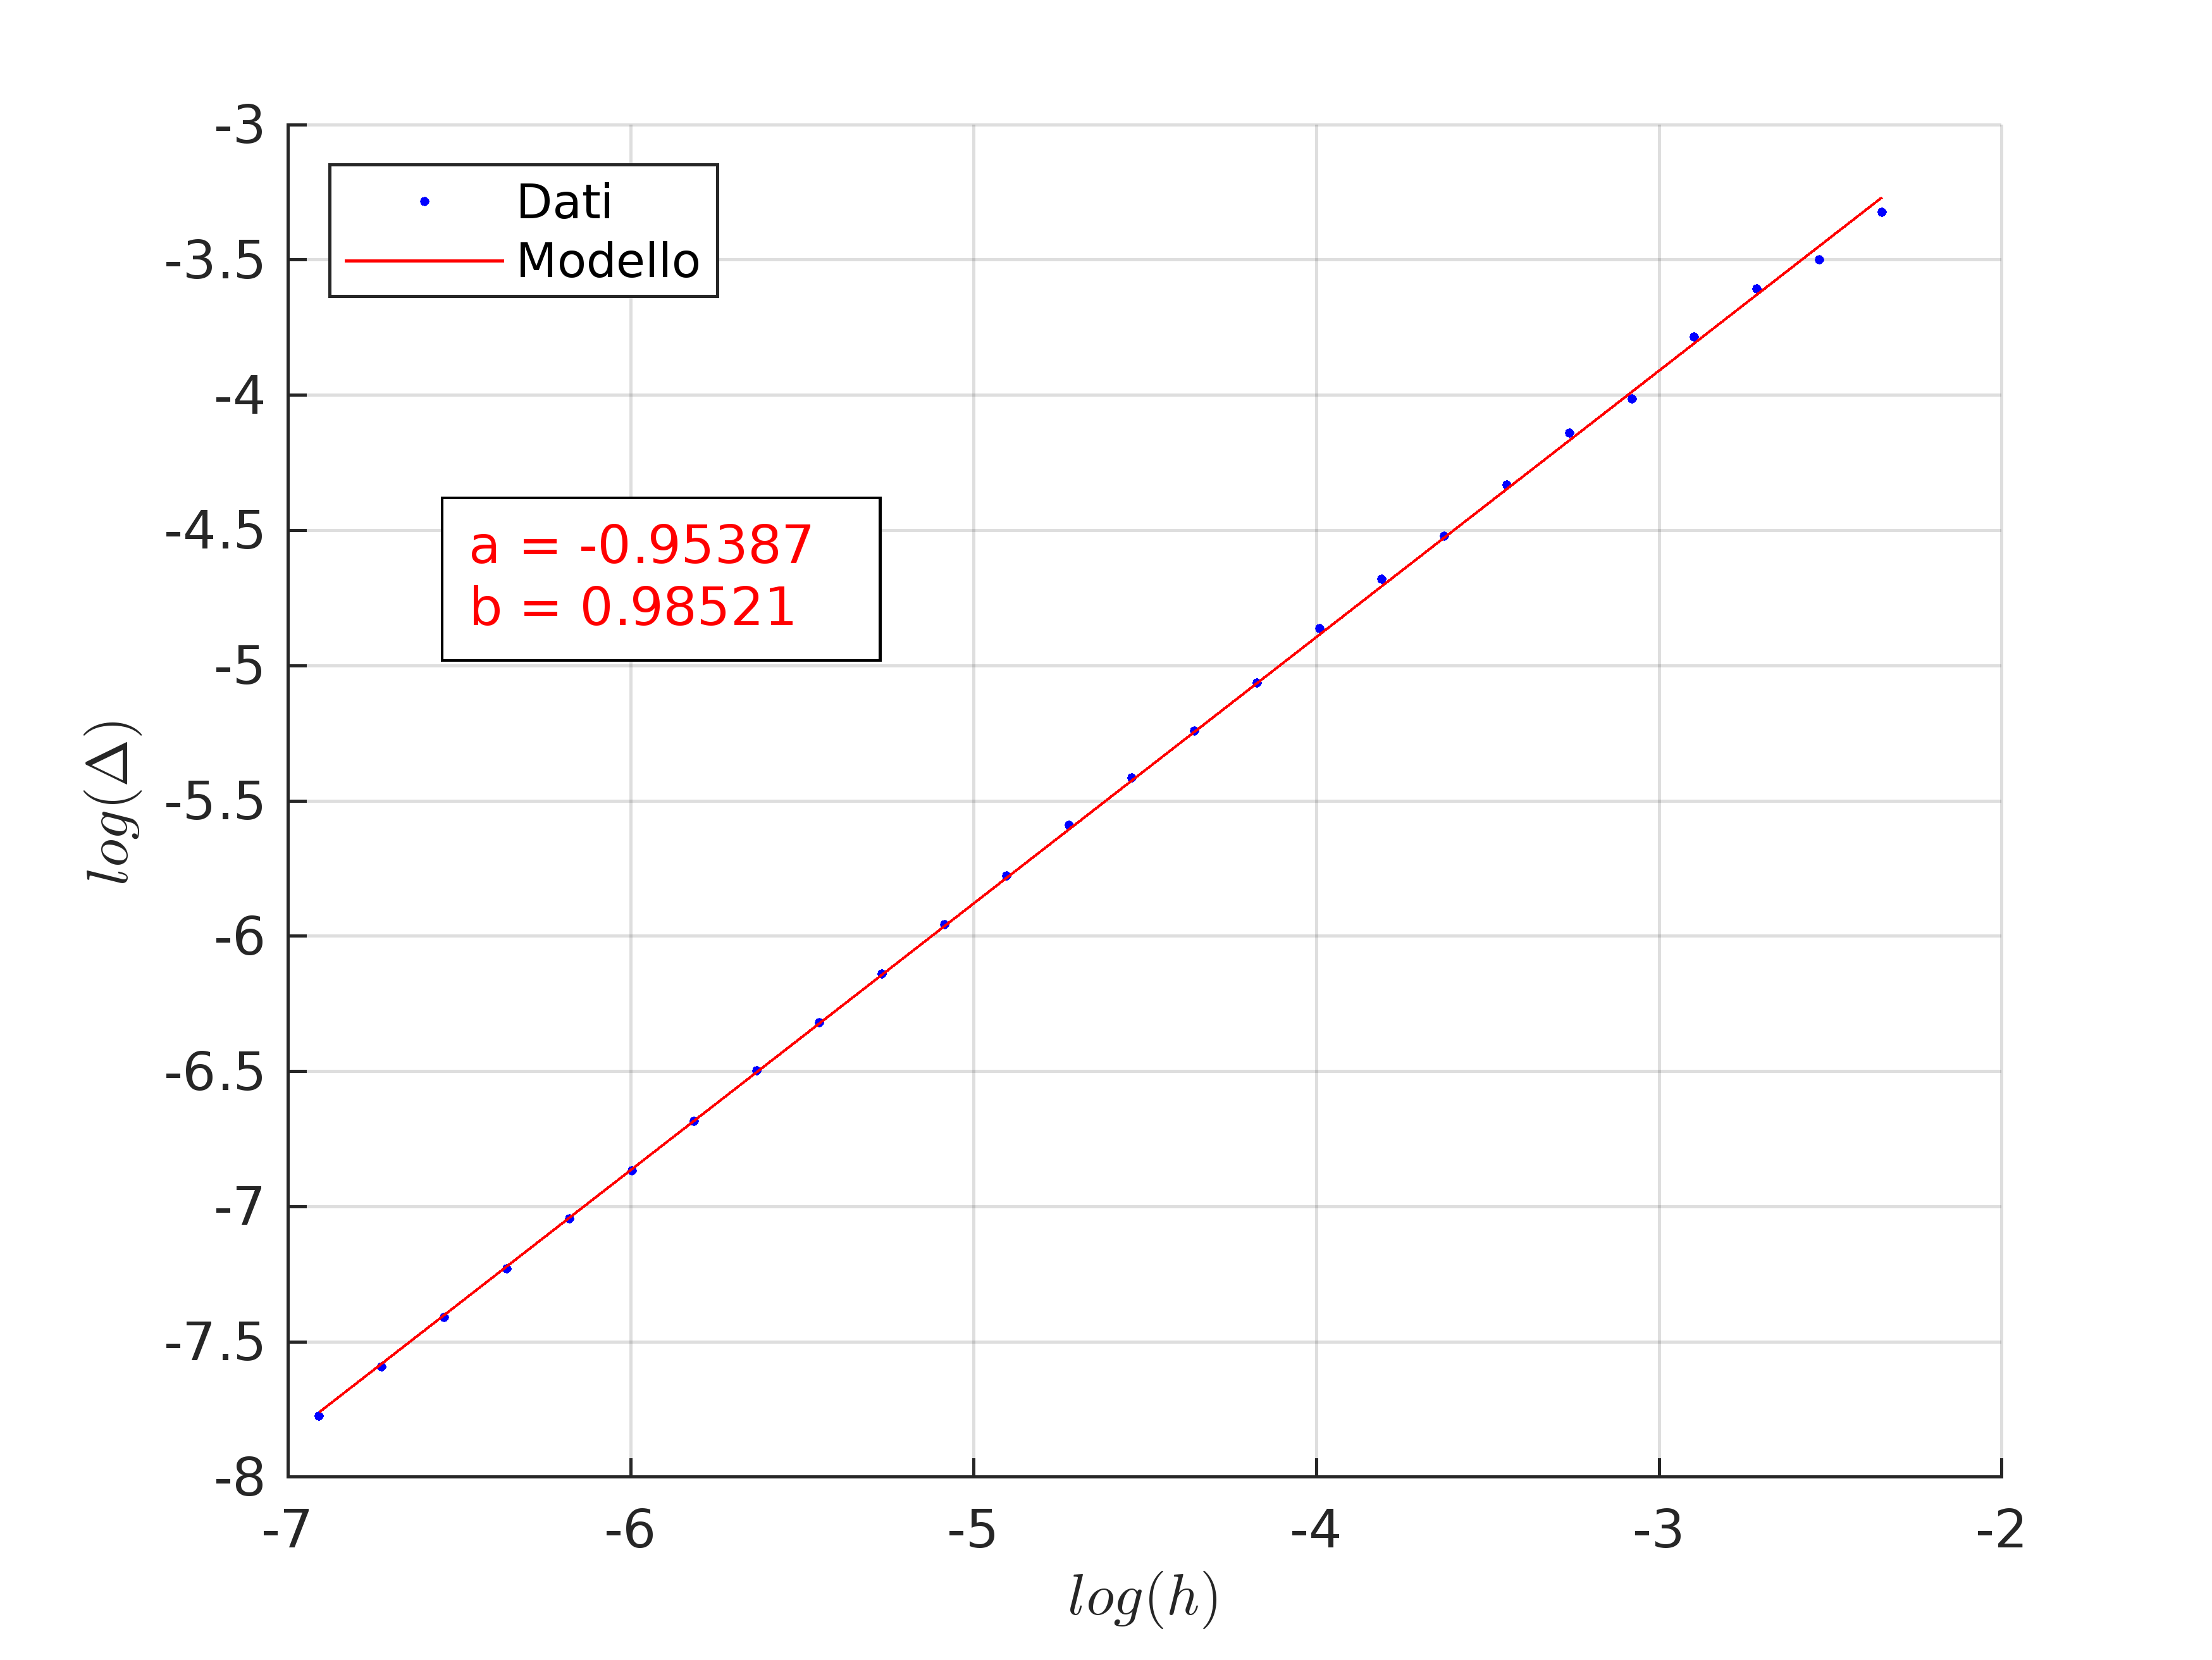 -3
-3.5
-4
-4.5
-5
-5.5
-6
-6.5
-7
-7.5
-8
Dati
Modello
a = -0.95387
b = 0.98521
log(Δ)
-7 -6 -5 -4 -3 -2
log(h)